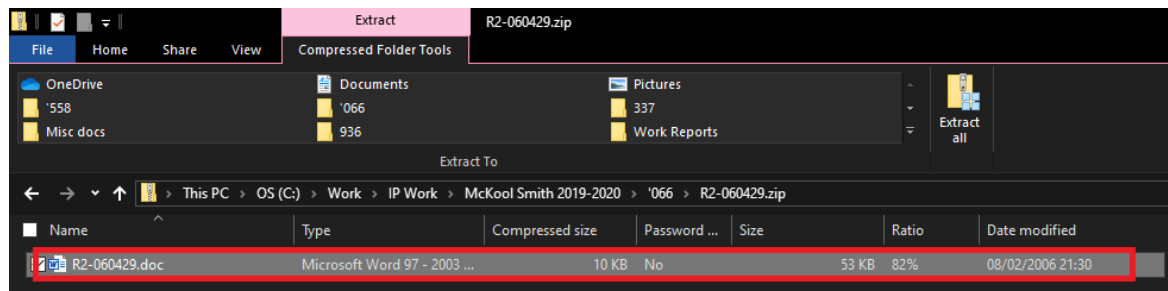 Extract R2-060429.zip
File Home Share View Compressed Folder Tools
OneDrive Documents Pictures
'558 '066 337
Misc docs 936 Work Reports
Extract all
Extract To
This PC > OS (C:) > Work > IP Work > McKool Smith 2019-2020 > '066 > R2-060429.zip
Name Type Compressed size Password ... Size Ratio Date modified
R2-060429.doc Microsoft Word 97 - 2003 ... 10 KB No 53 KB 82% 08/02/2006 21:30